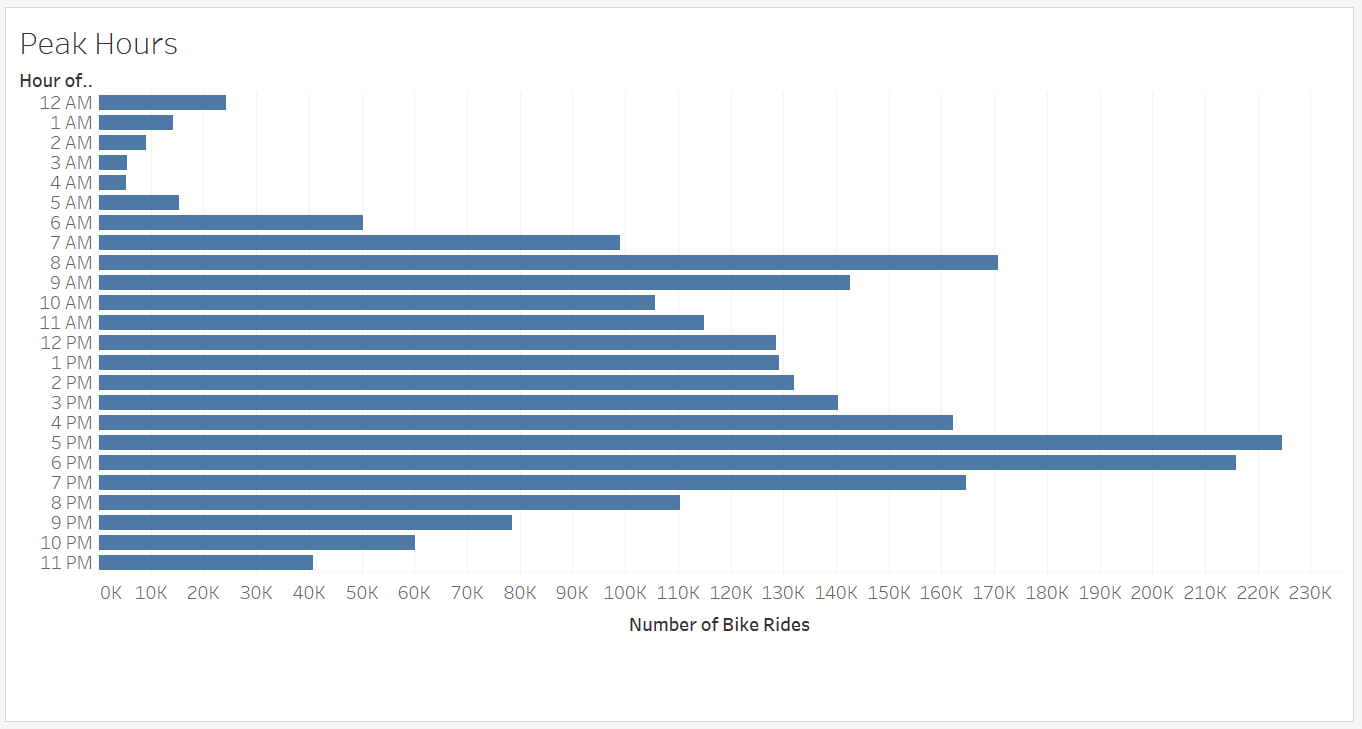 Peak Hours
Hour of..
12 AM
1 AM
2 AM
3 AM
4 AM
5 AM
6 AM
7 AM
8 AM
9 AM
10 AM
11 AM
12 PM
1 PM
2 PM
3 PM
4 PM
5 PM
6 PM
7 PM
8 PM
9 PM
10 PM
11 PM
0K 10K 20K 30K 40K 50K 60K 70K 80K 90K 100K 110K 120K 130K 140K 150K 160K 170K 180K 190K 200K 210K 220K 230K
Number of Bike Rides